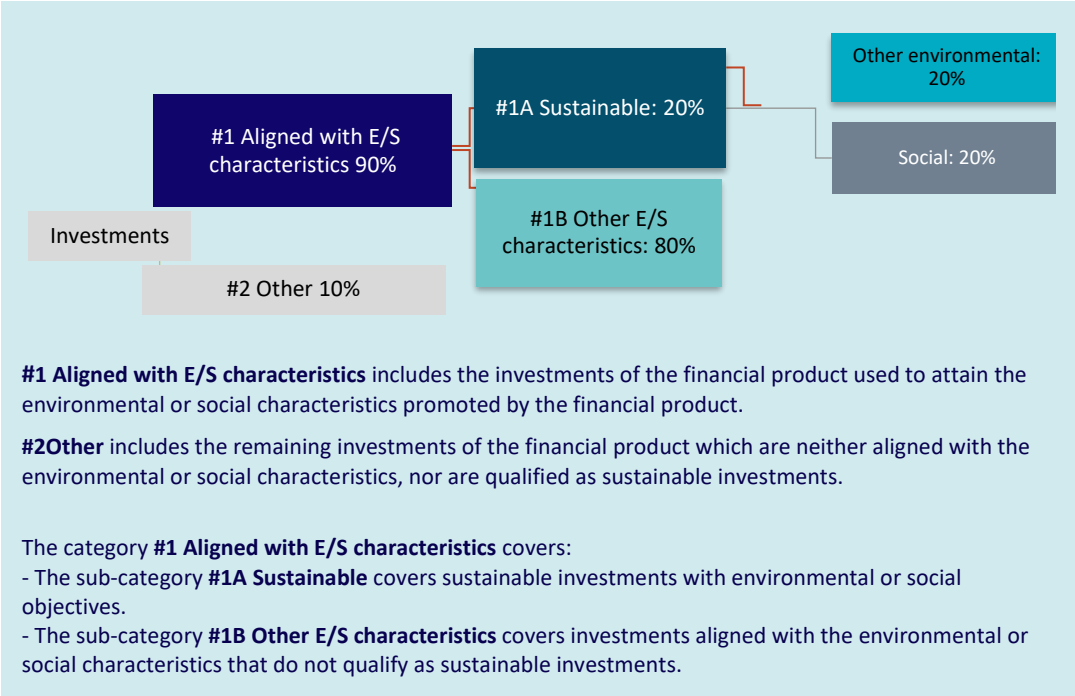 Other environmental:
20%
#1A Sustainable: 20%
#1 Aligned with E/S
characteristics 90%
Social: 20%
#1B Other E/S
characteristics: 80%
Investments
#2 Other 10%
#1 Aligned with E/S characteristics includes the investments of the financial product used to attain the
environmental or social characteristics promoted by the financial product.
#2Other includes the remaining investments of the financial product which are neither aligned with the
environmental or social characteristics, nor are qualified as sustainable investments.
The category #1 Aligned with E/S characteristics covers:
- The sub-category #1A Sustainable covers sustainable investments with environmental or social
objectives.
- The sub-category #1B Other E/S characteristics covers investments aligned with the environmental or
social characteristics that do not qualify as sustainable investments.